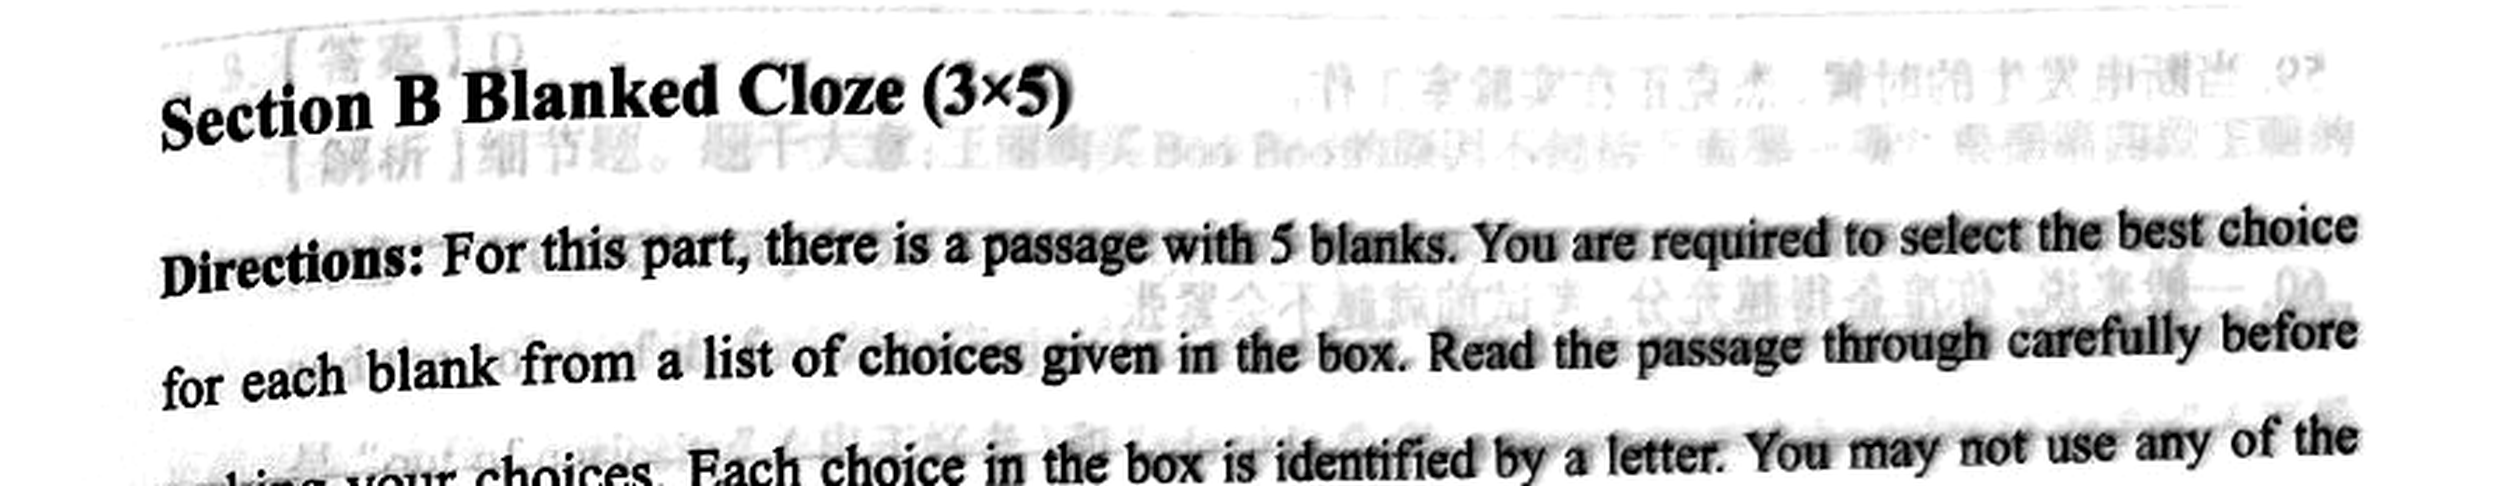 Section B Blanked Cloze (3×5)
Directions: For this part, there is a passage with 5 blanks. You are required to select the best choice
for each blank from a list of choices given in the box. Read the passage through carefully before
your choices. Each choice in the box is identified by a letter. You may not use any of the